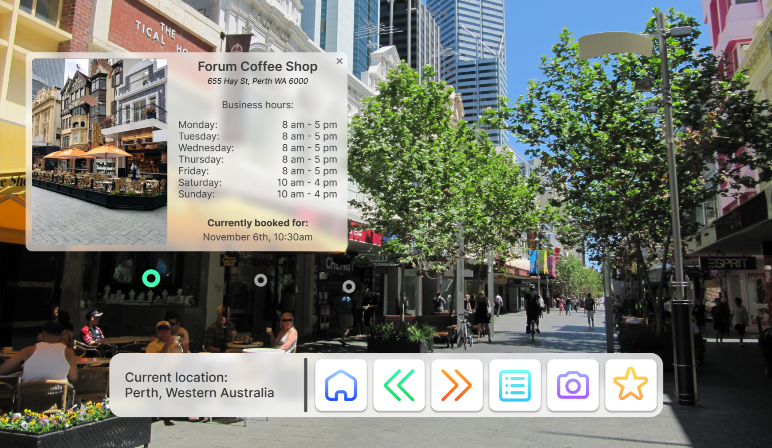 THE
TICAL HO
×
Forum Coffee Shop
655 Hay St, Perth WA 6000
Business hours:
Monday: 8 am - 5 pm
Tuesday: 8 am - 5 pm
Wednesday: 8 am - 5 pm
Thursday: 8 am - 5 pm
Friday: 8 am - 5 pm
Saturday: 10 am - 4 pm
Sunday: 10 am - 4 pm
Currently booked for:
November 6th, 10:30am
ESPRIT
Current location:
Perth, Western Australia